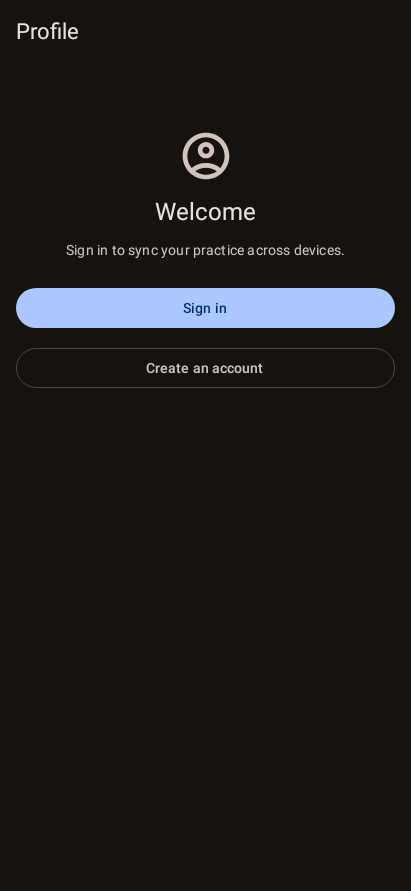 Profile
Welcome
Sign in to sync your practice across devices.
Sign in
Create an account